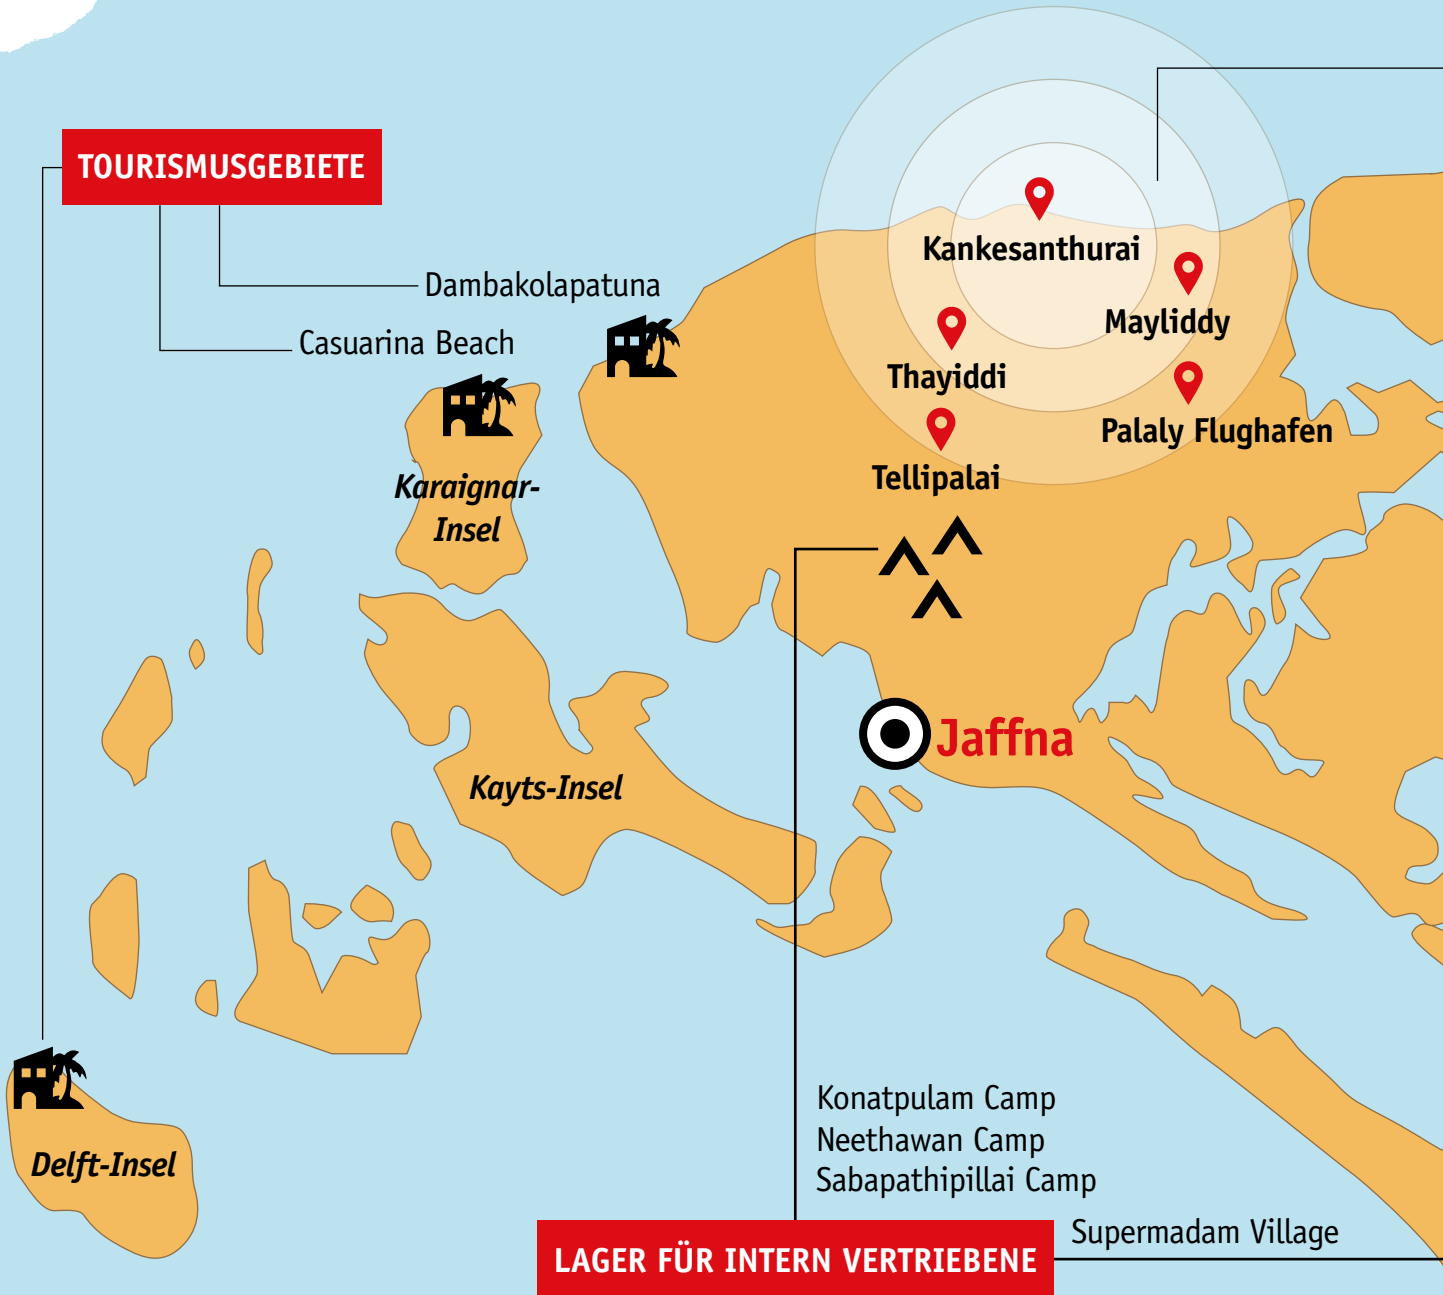 TOURISMUSGEBIETE
Kankesanthurai
Dambakolapatuna
Mayliddy
Casuarina Beach
Thayiddi
Palaly Flughafen
Tellipalai
Karaignar-
Insel
Jaffna
Kayts-Insel
Konatpulam Camp
Neethawan Camp
Delft-Insel
Sabapathipillai Camp
Supermadam Village
LAGER FÜR INTERN VERTRIEBENE